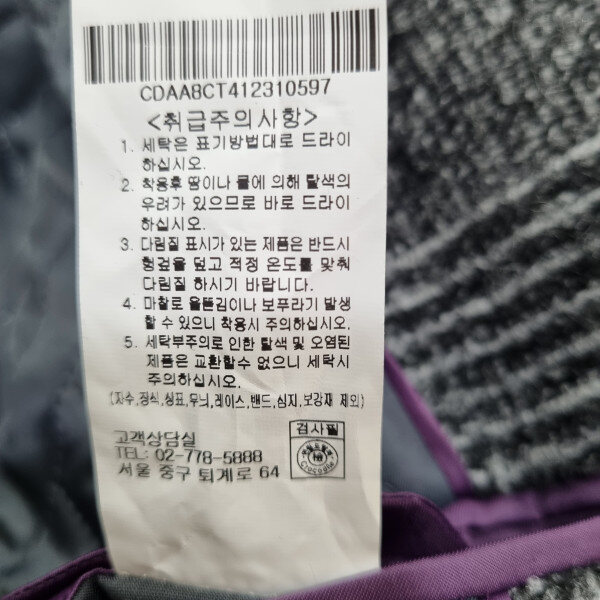 CDAA8CT412310597
<취급주의사항>
1. 세탁은 표기방법대로 드라이
하십시오.
2. 착용후 땀이나 물에 의해 탈색의
우려가 있으므로 바로 드라이
하십시오.
3. 다림질 표시가 있는 제품은 반드시
헝겊을 덮고 적정 온도를 맞춰
다림질 하시기 바랍니다.
4. 마찰로 올뜯김이나 보푸라기 발생
할 수 있으니 착용시 주의하십시오.
5. 세탁부주의로 인한 탈색 및 오염된
제품은 교환할수 없으니 세탁시
주의하십시오.
(자수,장식,상표,무늬,레이스,밴드,심지,보강재 제외)
검사필
고객상담실
TEL: 02-778-5888
서울 중구 퇴계로 64
Crocodile